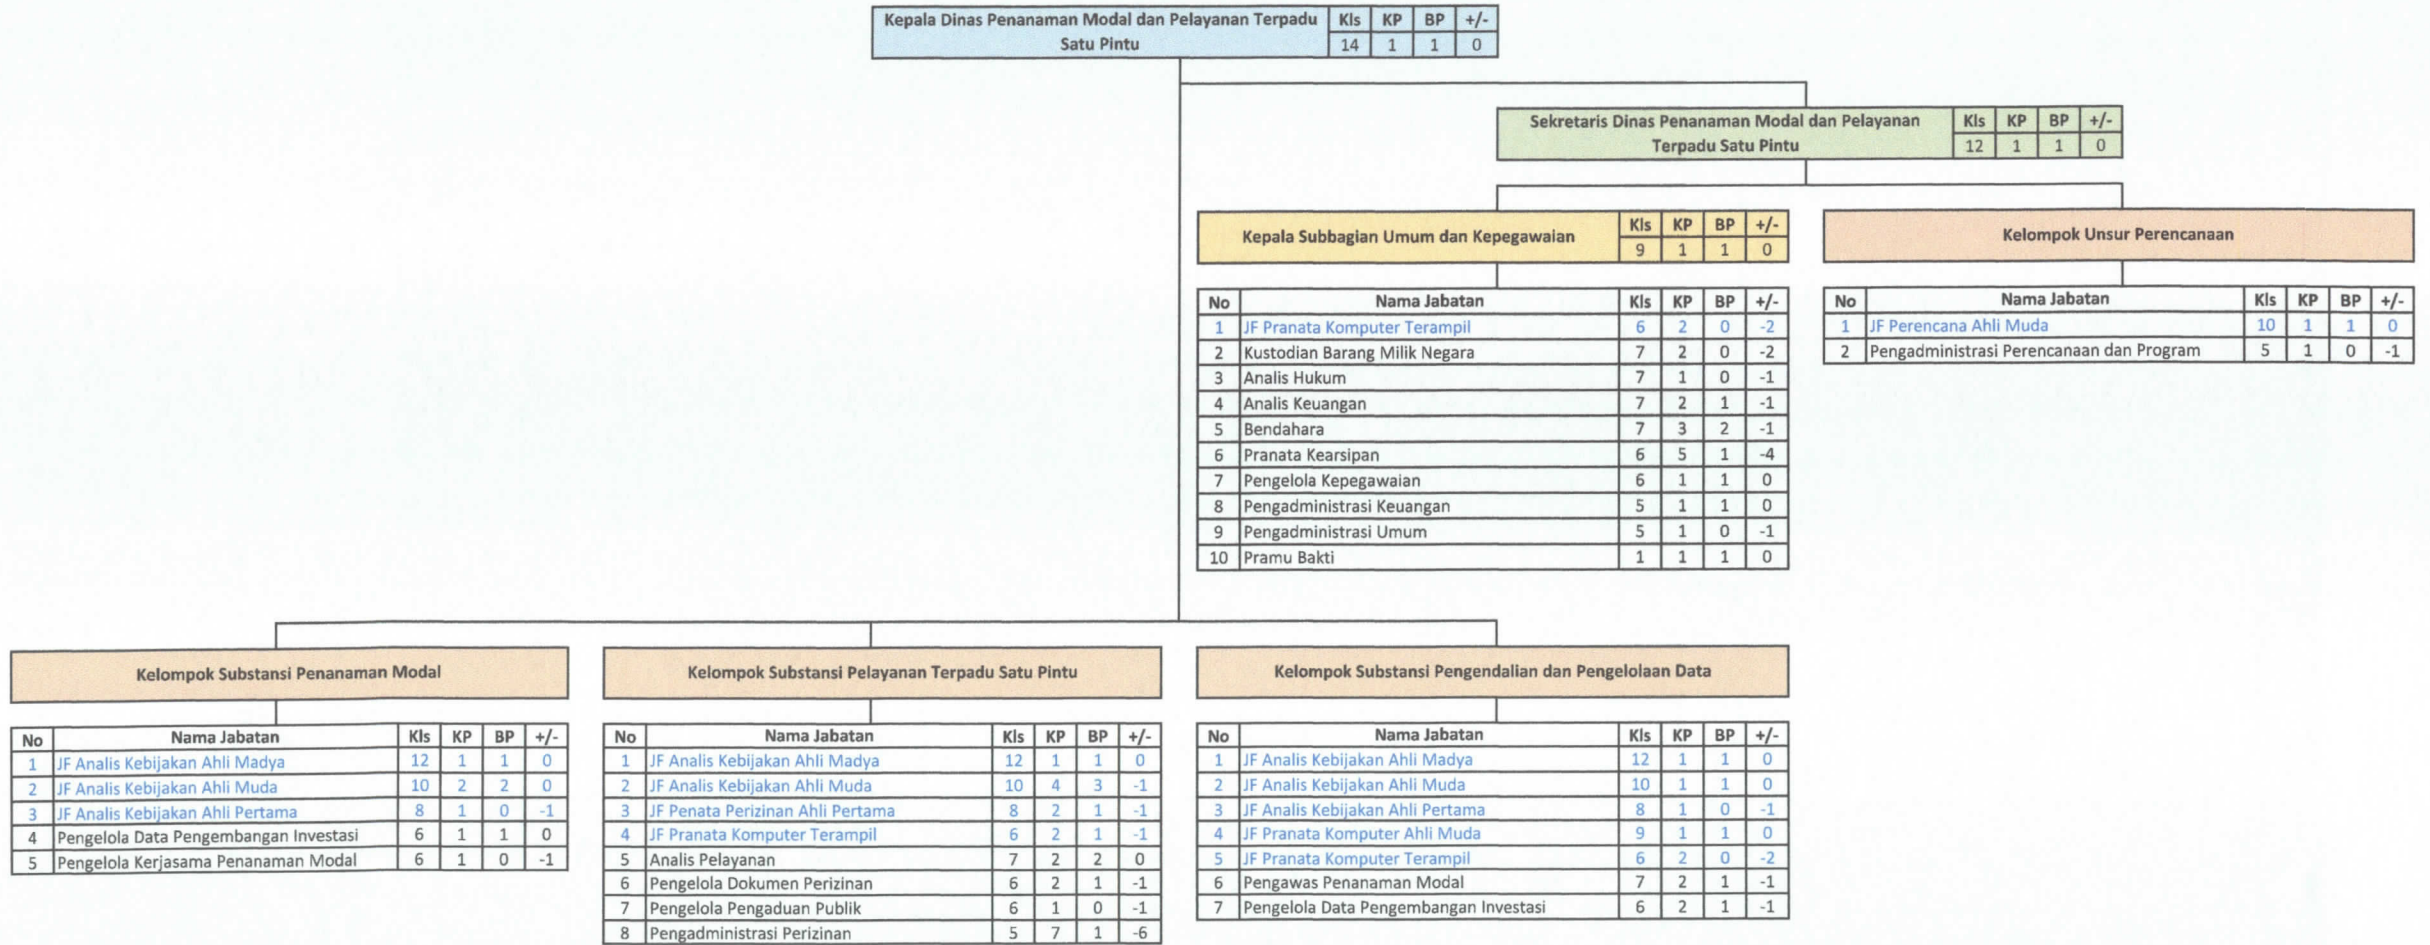 Kepala Dinas Penanaman Modal dan Pelayanan Terpadu Satu Pintu
Kls KP BP +/-
14 1 1 0
Sekretaris Dinas Penanaman Modal dan Pelayanan Terpadu Satu Pintu
Kls KP BP +/-
12 1 1 0
Kepala Subbagian Umum dan Kepegawaian
Kls KP BP +/-
9 1 1 0
No Nama Jabatan Kls KP BP +/-
1 JF Pranata Komputer Terampil 6 2 0 -2
2 Kustodian Barang Milik Negara 7 2 0 -2
3 Analis Hukum 7 1 0 -1
4 Analis Keuangan 7 2 1 -1
5 Bendahara 7 3 2 -1
6 Pranata Kearsipan 6 5 1 -4
7 Pengelola Kepegawaian 6 1 1 0
8 Pengadministrasi Keuangan 5 1 1 0
9 Pengadministrasi Umum 5 1 0 -1
10 Pramu Bakti 1 1 1 0
Kelompok Unsur Perencanaan
No Nama Jabatan Kls KP BP +/-
1 JF Perencana Ahli Muda 10 1 1 0
2 Pengadministrasi Perencanaan dan Program 5 1 0 -1
Kelompok Substansi Penanaman Modal
No Nama Jabatan Kls KP BP +/-
1 JF Analis Kebijakan Ahli Madya 12 1 1 0
2 JF Analis Kebijakan Ahli Muda 10 2 2 0
3 JF Analis Kebijakan Ahli Pertama 8 1 0 -1
4 Pengelola Data Pengembangan Investasi 6 1 1 0
5 Pengelola Kerjasama Penanaman Modal 6 1 0 -1
Kelompok Substansi Pelayanan Terpadu Satu Pintu
No Nama Jabatan Kls KP BP +/-
1 JF Analis Kebijakan Ahli Madya 12 1 1 0
2 JF Analis Kebijakan Ahli Muda 10 4 3 -1
3 JF Penata Perizinan Ahli Pertama 8 2 1 -1
4 JF Pranata Komputer Terampil 6 2 1 -1
5 Analis Pelayanan 7 2 2 0
6 Pengelola Dokumen Perizinan 6 2 1 -1
7 Pengelola Pengaduan Publik 6 1 0 -1
8 Pengadministrasi Perizinan 5 7 1 -6
Kelompok Substansi Pengendalian dan Pengelolaan Data
No Nama Jabatan Kls KP BP +/-
1 JF Analis Kebijakan Ahli Madya 12 1 1 0
2 JF Analis Kebijakan Ahli Muda 10 1 1 0
3 JF Analis Kebijakan Ahli Pertama 8 1 0 -1
4 JF Pranata Komputer Ahli Muda 9 1 1 0
5 JF Pranata Komputer Terampil 6 2 0 -2
6 Pengawas Penanaman Modal 7 2 1 -1
7 Pengelola Data Pengembangan Investasi 6 2 1 -1